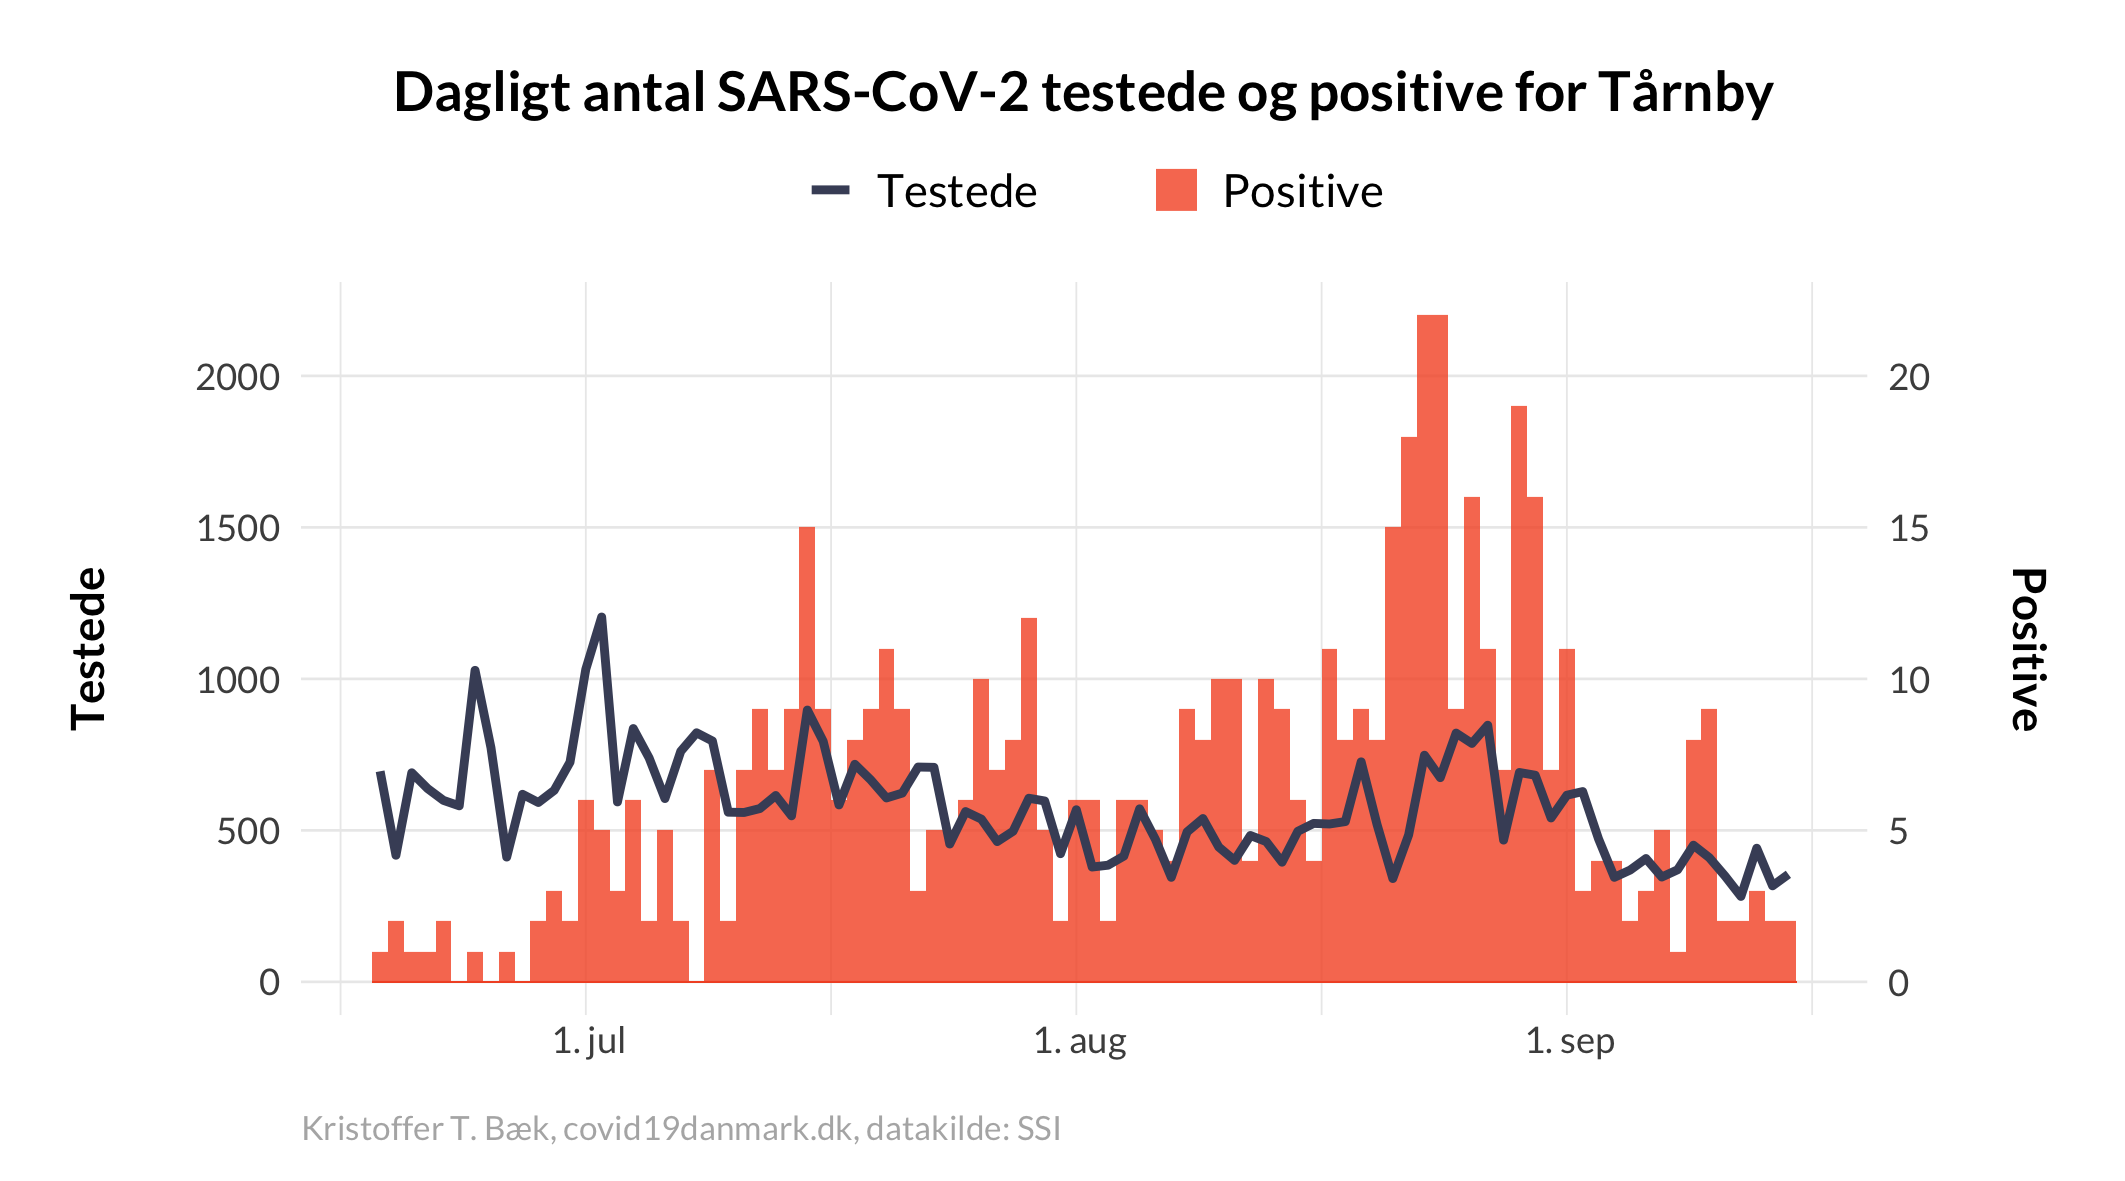 Dagligt antal SARS-CoV-2 testede og positive for Tårnby
Testede
Positive
2000
1500
1000
500
0
Testede
20
15
10
5
0
Positive
1. jul
1. aug
1. sep
Kristoffer T. Bæk, covid19danmark.dk, datakilde: SSI